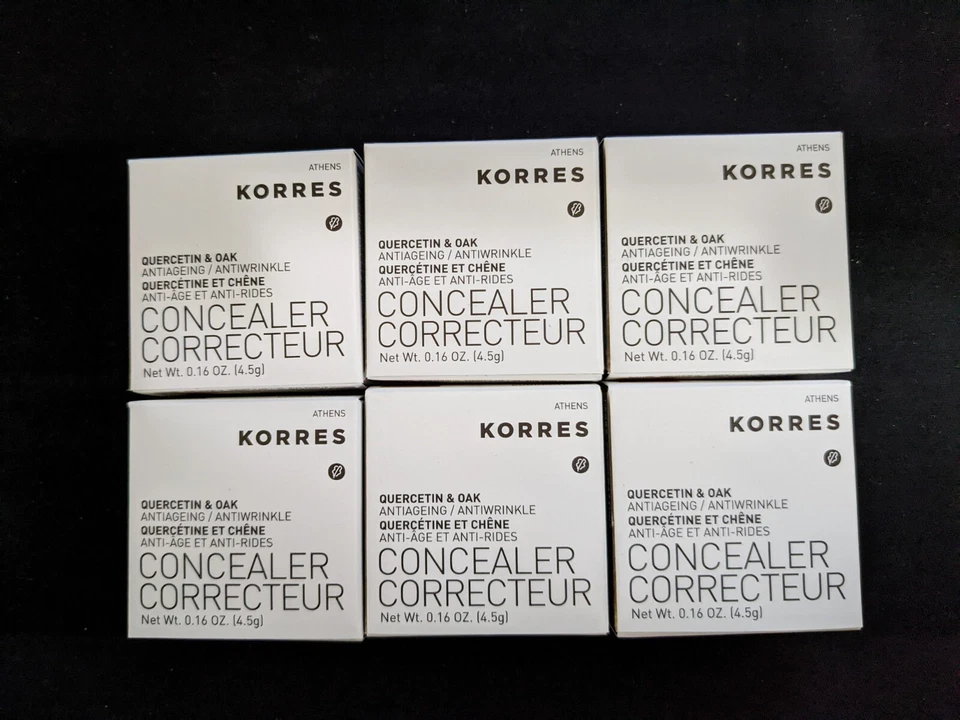 ATHENS
KORRES
QUERCETIN & OAK
ANTIAGEING / ANTIWRINKLE
QUERÇÉTINE ET CHÊNE
ANTI-ÂGE ET ANTI-RIDES
CONCEALER
CORRECTEUR
Net Wt. 0.16 OZ. (4.5g)
ATHENS
KORRES
QUERCETIN & OAK
ANTIAGEING / ANTIWRINKLE
QUERÇÉTINE ET CHÊNE
ANTI-ÂGE ET ANTI-RIDES
CONCEALER
CORRECTEUR
Net Wt. 0.16 OZ. (4.5g)
ATHENS
KORRES
QUERCETIN & OAK
ANTIAGEING / ANTIWRINKLE
QUERÇÉTINE ET CHÊNE
ANTI-ÂGE ET ANTI-RIDES
CONCEALER
CORRECTEUR
Net Wt. 0.16 OZ. (4.5g)
ATHENS
KORRES
QUERCETIN & OAK
ANTIAGEING / ANTIWRINKLE
QUERÇÉTINE ET CHÊNE
ANTI-ÂGE ET ANTI-RIDES
CONCEALER
CORRECTEUR
Net Wt. 0.16 OZ. (4.5g)
ATHENS
KORRES
QUERCETIN & OAK
ANTIAGEING / ANTIWRINKLE
QUERÇÉTINE ET CHÊNE
ANTI-ÂGE ET ANTI-RIDES
CONCEALER
CORRECTEUR
Net Wt. 0.16 OZ. (4.5g)
ATHENS
KORRES
QUERCETIN & OAK
ANTIAGEING / ANTIWRINKLE
QUERÇÉTINE ET CHÊNE
ANTI-ÂGE ET ANTI-RIDES
CONCEALER
CORRECTEUR
Net Wt. 0.16 OZ. (4.5g)